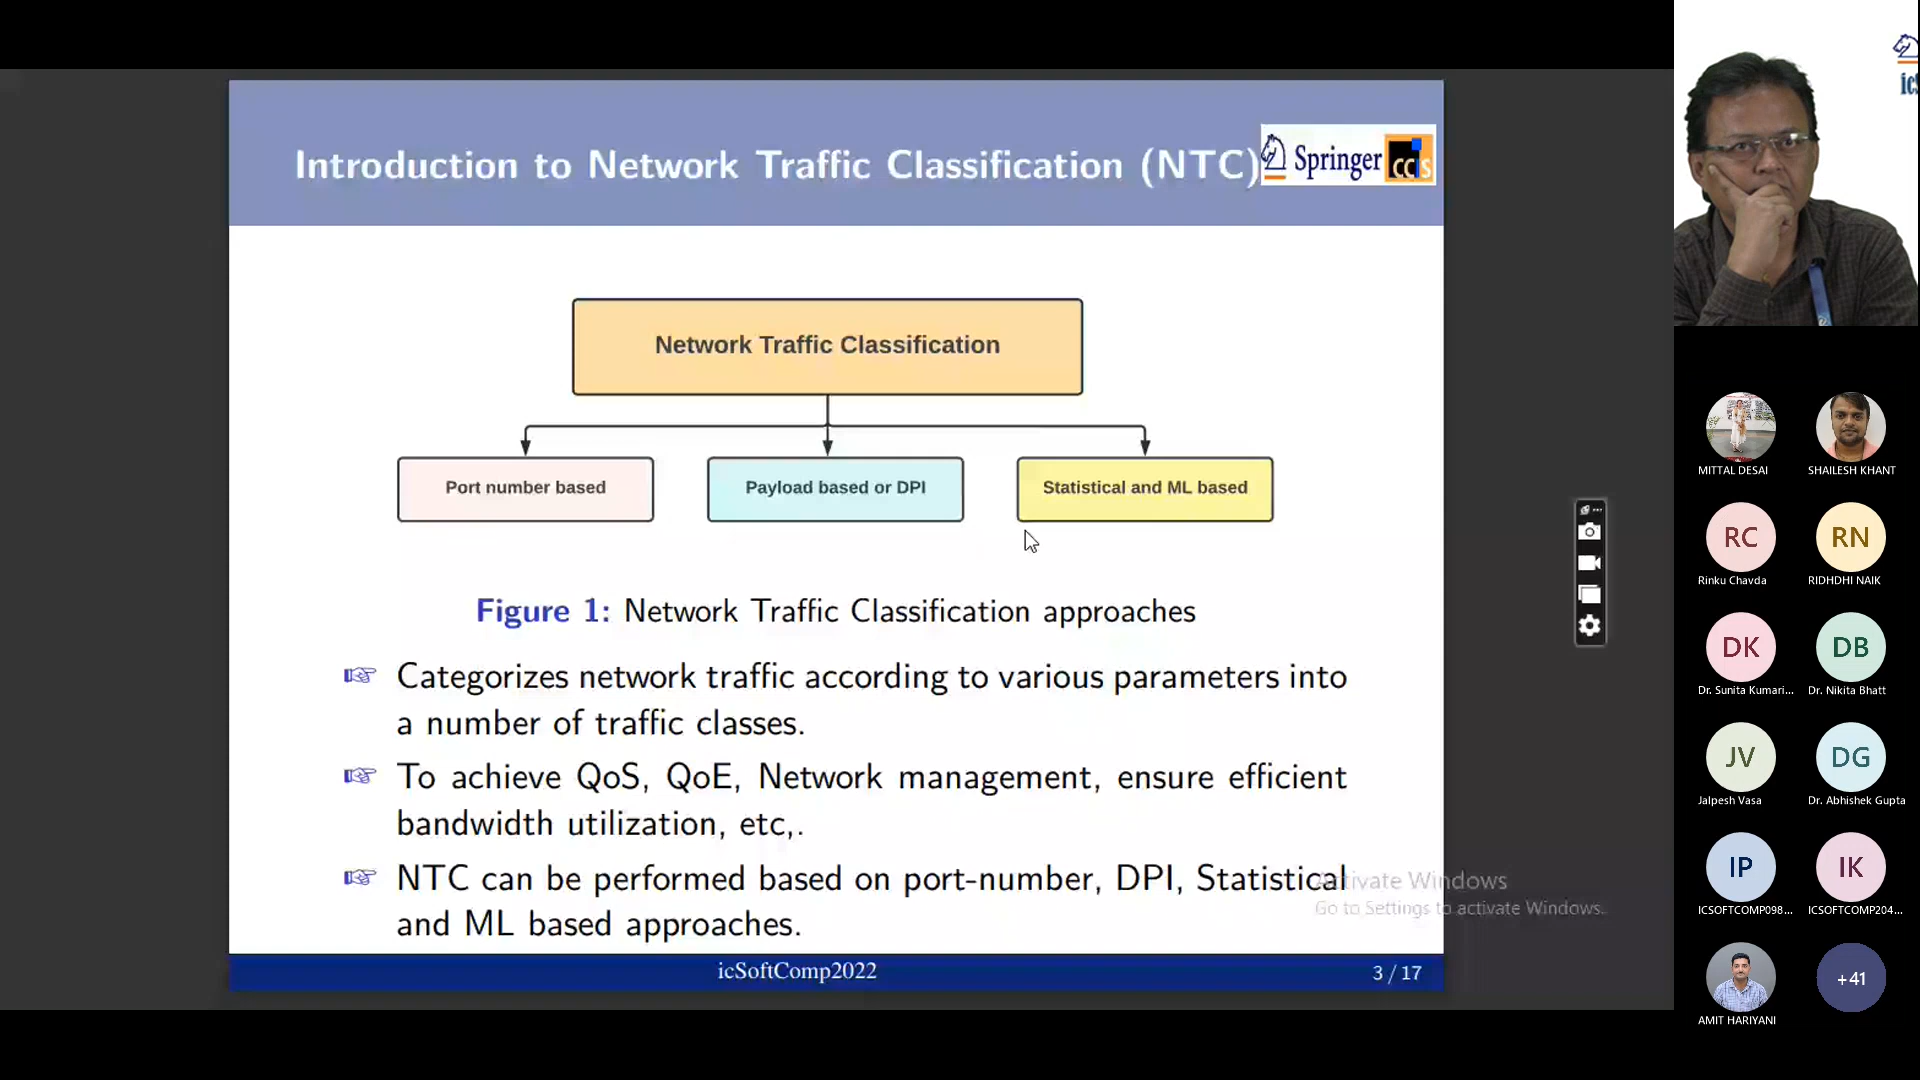 Introduction to Network Traffic Classification (NTC)
Springer
CCIS
Network Traffic Classification
Port number based
Payload based or DPI
Statistical and ML based
Figure 1: Network Traffic Classification approaches
Categorizes network traffic according to various parameters into
a number of traffic classes.
To achieve QoS, QoE, Network management, ensure efficient
bandwidth utilization, etc,.
NTC can be performed based on port-number, DPI, Statistical
and ML based approaches.
Activate Windows
Go to Settings to activate Windows.
icSoftComp2022
3 / 17
MITTAL DESAI
SHAILESH KHANT
RC
Rinku Chavda
RN
RIDHDHI NAIK
DK
Dr. Sunita Kumari...
DB
Dr. Nikita Bhatt
JV
Jalpesh Vasa
DG
Dr. Abhishek Gupta
IP
ICSOFTCOMP098...
IK
ICSOFTCOMP204...
AMIT HARIYANI
+41